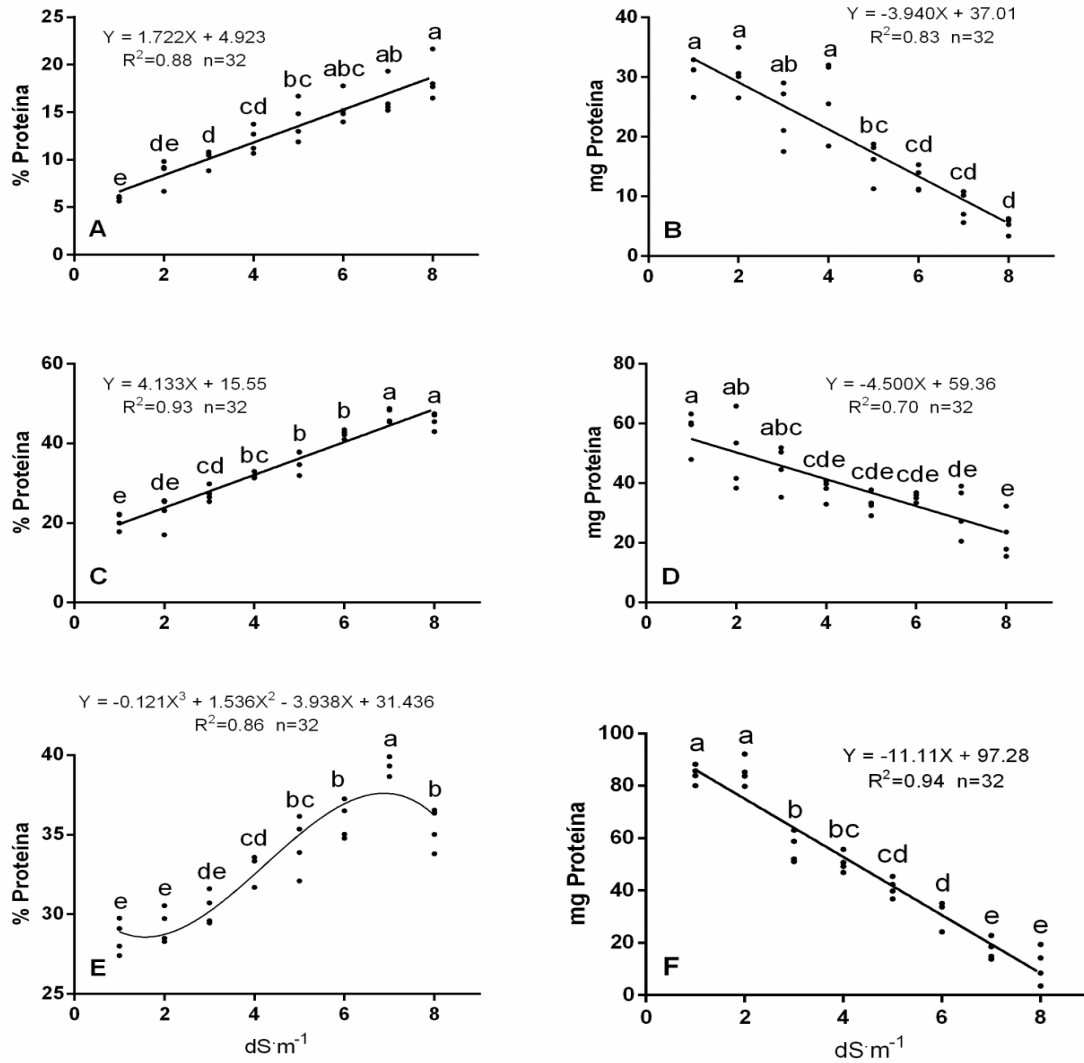 Y = 1.722X + 4.923
R²=0.88 n=32
% Proteína
25
20
15
10
5
0
e
de
d
cd
bc
abc
ab
a
A
0
2
4
6
8
Y = -3.940X + 37.01
R²=0.83 n=32
mg Proteína
40
30
20
10
0
a
a
ab
a
bc
cd
cd
d
B
0
2
4
6
8
Y = 4.133X + 15.55
R²=0.93 n=32
% Proteína
60
40
20
0
e
de
cd
bc
b
b
a
a
C
0
2
4
6
8
Y = -4.500X + 59.36
R²=0.70 n=32
mg Proteína
80
60
40
20
0
a
ab
abc
cde
cde
cde
de
e
D
0
2
4
6
8
Y = -0.121X³ + 1.536X² - 3.938X + 31.436
R²=0.86 n=32
% Proteína
40
35
30
25
e
e
de
cd
bc
b
a
b
E
0
2
4
6
8
dS·m⁻¹
Y = -11.11X + 97.28
R²=0.94 n=32
mg Proteína
100
80
60
40
20
0
a
a
b
bc
cd
d
e
e
F
0
2
4
6
8
dS·m⁻¹